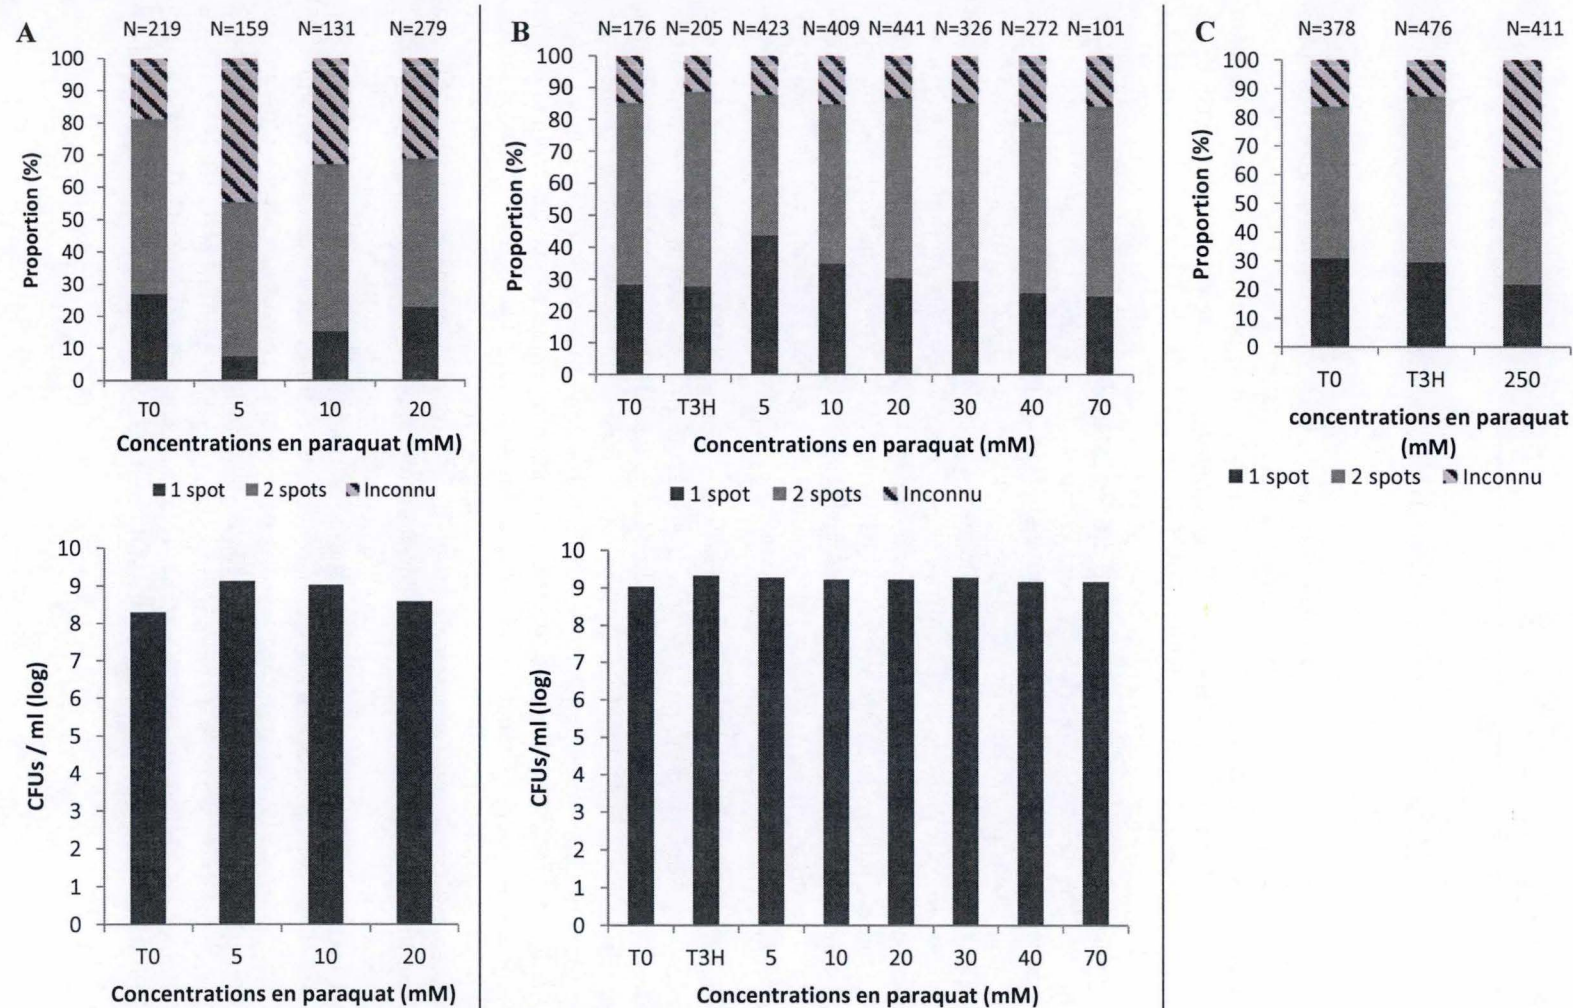 A
N=219 N=159 N=131 N=279
100
90
80
70
60
50
40
30
20
10
0
Proportion (%)
T0 5 10 20
Concentrations en paraquat (mM)
1 spot 2 spots Inconnu
10
9
8
7
6
5
4
3
2
1
0
CFUs / ml (log)
T0 5 10 20
Concentrations en paraquat (mM)
B
N=176 N=205 N=423 N=409 N=441 N=326 N=272 N=101
100
90
80
70
60
50
40
30
20
10
0
Proportion (%)
T0 T3H 5 10 20 30 40 70
Concentrations en paraquat (mM)
1 spot 2 spots Inconnu
10
9
8
7
6
5
4
3
2
1
0
CFUs/ml (log)
T0 T3H 5 10 20 30 40 70
Concentrations en paraquat (mM)
C
N=378 N=476 N=411
100
90
80
70
60
50
40
30
20
10
0
Proportion (%)
T0 T3H 250
concentrations en paraquat
(mM)
1 spot 2 spots Inconnu